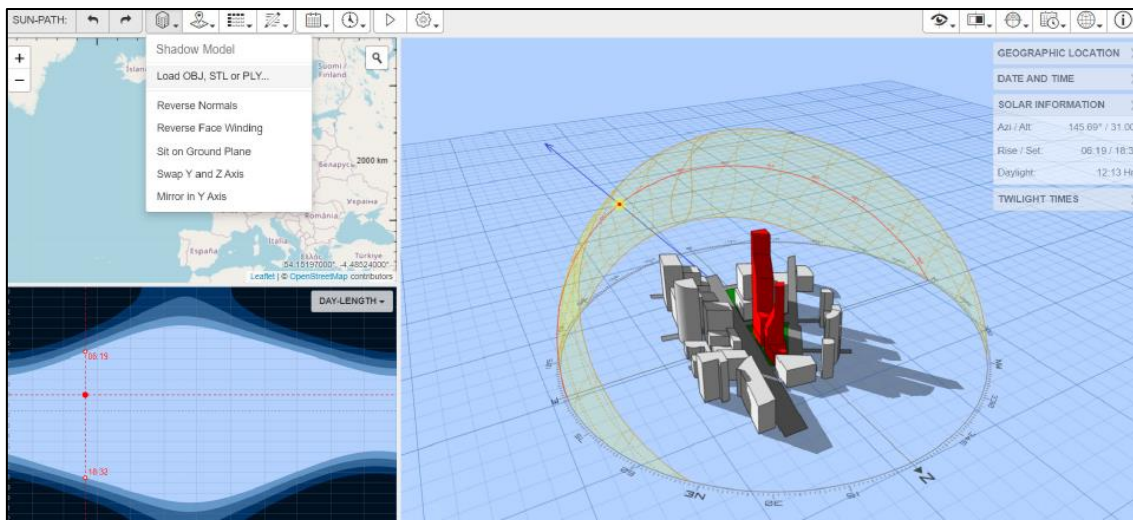 SUN-PATH:
Shadow Model
Load OBJ, STL or PLY...
Reverse Normals
Reverse Face Winding
Sit on Ground Plane
Swap Y and Z Axis
Mirror in Y Axis
+
−
Suomi /
Finland
Беларусь
2000 km
Україна
România
Italia
España
Ελλάς
Türkiye
54.15197000°, -4.48524000°
Leaflet | © OpenStreetMap contributors
DAY-LENGTH
06:19
18:32
GEOGRAPHIC LOCATION
DATE AND TIME
SOLAR INFORMATION
Azi / Alt:
145.69° / 31.00
Rise / Set:
06:19 / 18:3
Daylight:
12:13 Hr
TWILIGHT TIMES
NE
N
NW